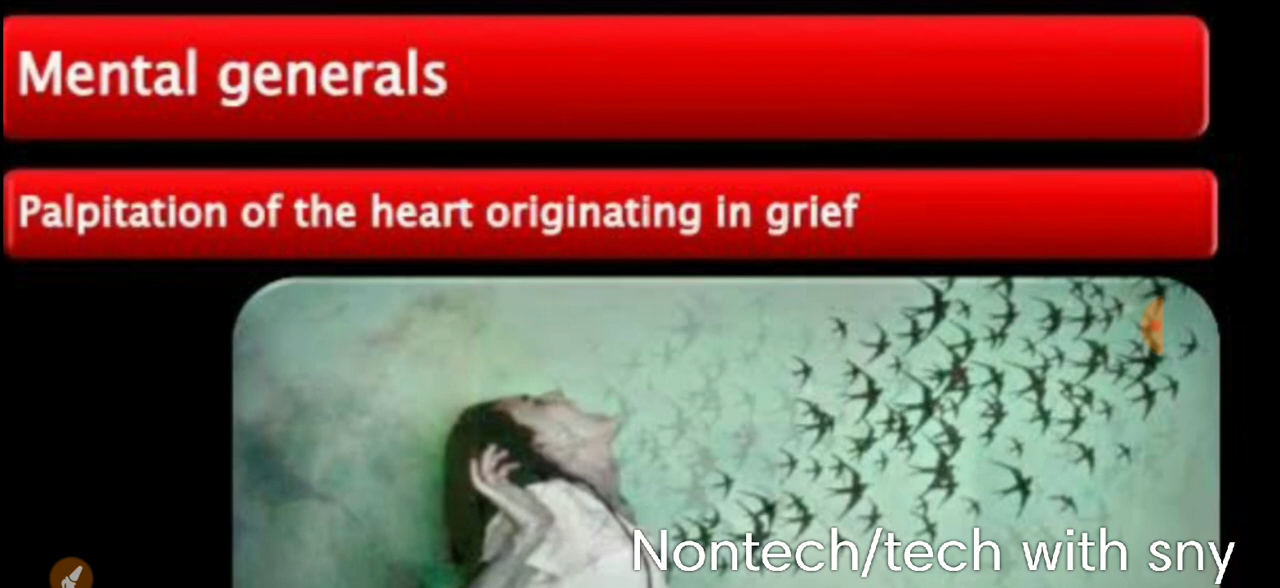 Mental generals
Palpitation of the heart originating in grief
Nontech/tech with sny